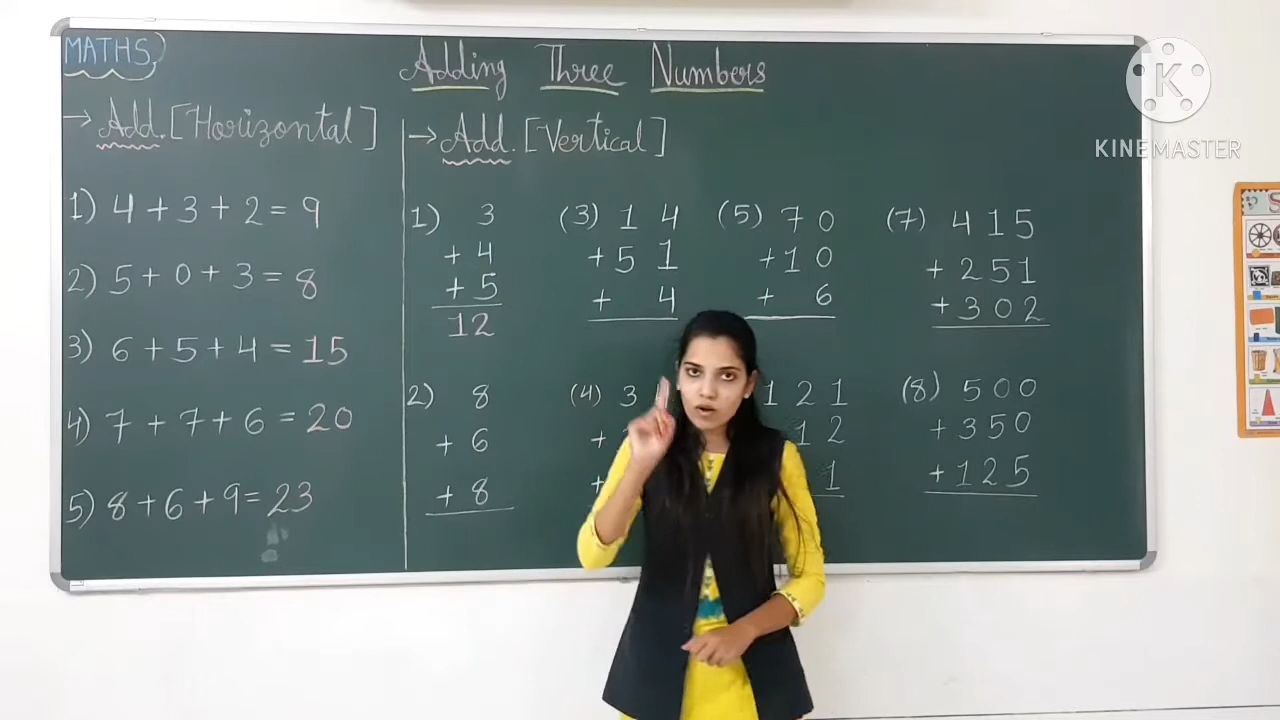 MATHS.
Adding Three Numbers
→ Add. [Horizontal]
1) 4 + 3 + 2 = 9
2) 5 + 0 + 3 = 8
3) 6 + 5 + 4 = 15
4) 7 + 7 + 6 = 20
5) 8 + 6 + 9 = 23
→ Add. [Vertical]
1) 3
+ 4
+ 5
12
2) 8
+ 6
+ 8
(3) 1 4
+ 5 1
+ 4
(4) 3
+
+
(5) 7 0
+ 1 0
+ 6
1 2 1
1 2
1
(7) 4 1 5
+ 2 5 1
+ 3 0 2
(8) 5 0 0
+ 3 5 0
+ 1 2 5
K
KINEMASTER